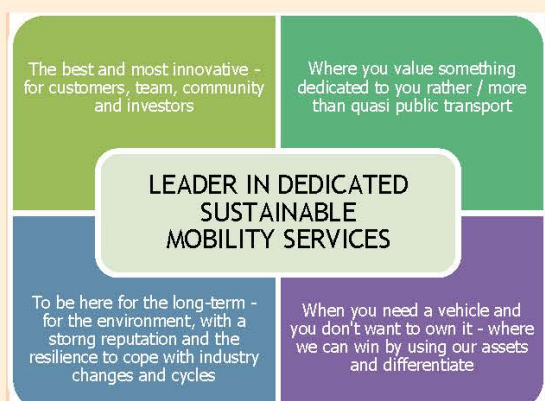 The best and most innovative -
for customers, team, community
and investors
Where you value something
dedicated to you rather / more
than quasi public transport
LEADER IN DEDICATED
SUSTAINABLE
MOBILITY SERVICES
To be here for the long-term -
for the environment, with a
storng reputation and the
resilience to cope with industry
changes and cycles
When you need a vehicle and
you don't want to own it - where
we can win by using our assets
and differentiate